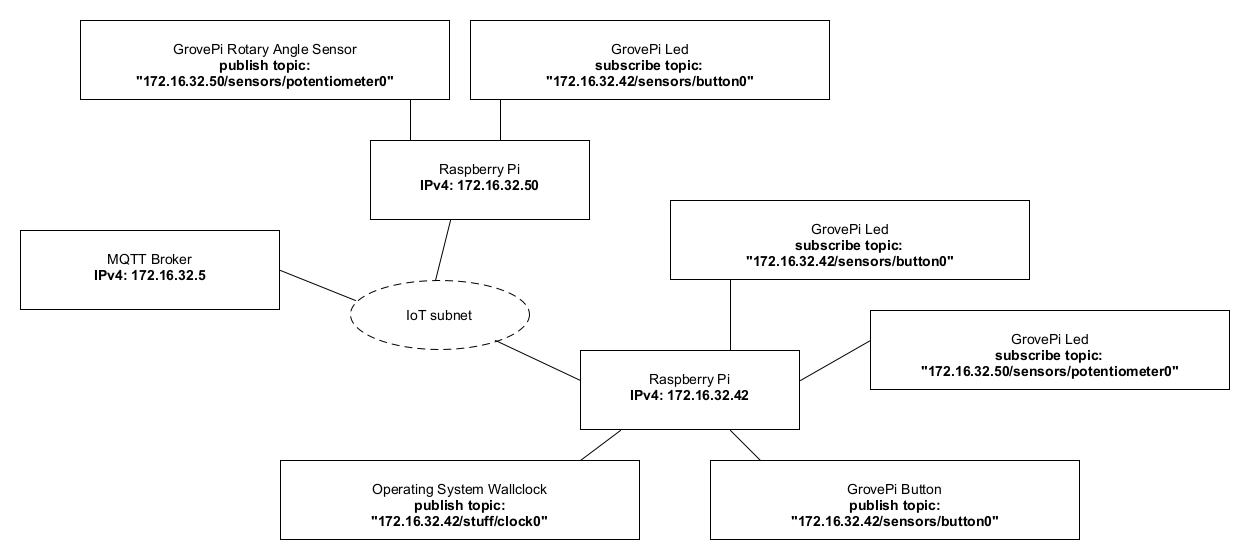 GrovePi Rotary Angle Sensor
publish topic:
"172.16.32.50/sensors/potentiometer0"
GrovePi Led
subscribe topic:
"172.16.32.42/sensors/button0"
Raspberry Pi
IPv4: 172.16.32.50
GrovePi Led
subscribe topic:
"172.16.32.42/sensors/button0"
MQTT Broker
IPv4: 172.16.32.5
IoT subnet
GrovePi Led
subscribe topic:
"172.16.32.50/sensors/potentiometer0"
Raspberry Pi
IPv4: 172.16.32.42
Operating System Wallclock
publish topic:
"172.16.32.42/stuff/clock0"
GrovePi Button
publish topic:
"172.16.32.42/sensors/button0"